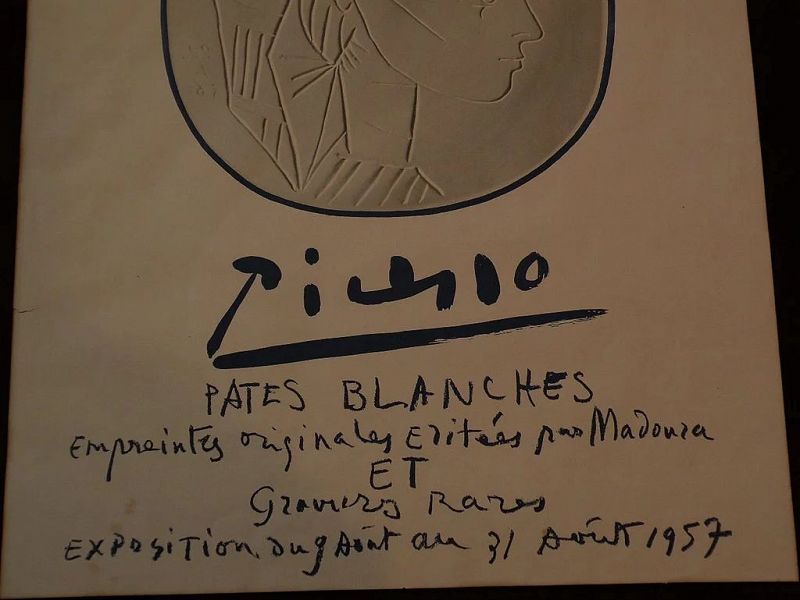 Picasso
PATES BLANCHES
Empreintes originales Editées par Madoura
ET
Gravures Rares
EXPOSITION du 9 Août au 31 Août 1957